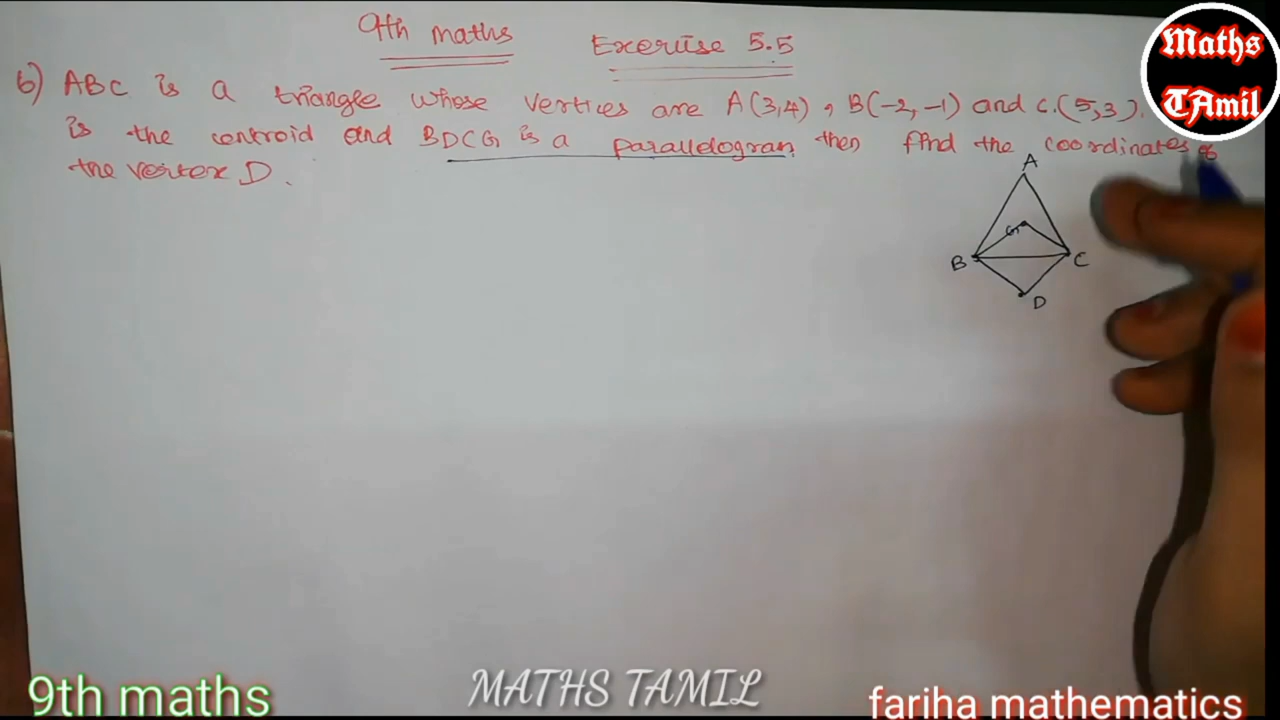 9th maths Exercise 5.5
Maths
TAmil
6) ABC is a triangle whose vertices are A(3,4), B(-2,-1) and C.(5,3).
is the centroid and BDCG is a parallelogran then find the coordinates of
the vertex D.
A
G
B C
D
9th maths MATHS TAMIL fariha mathematics